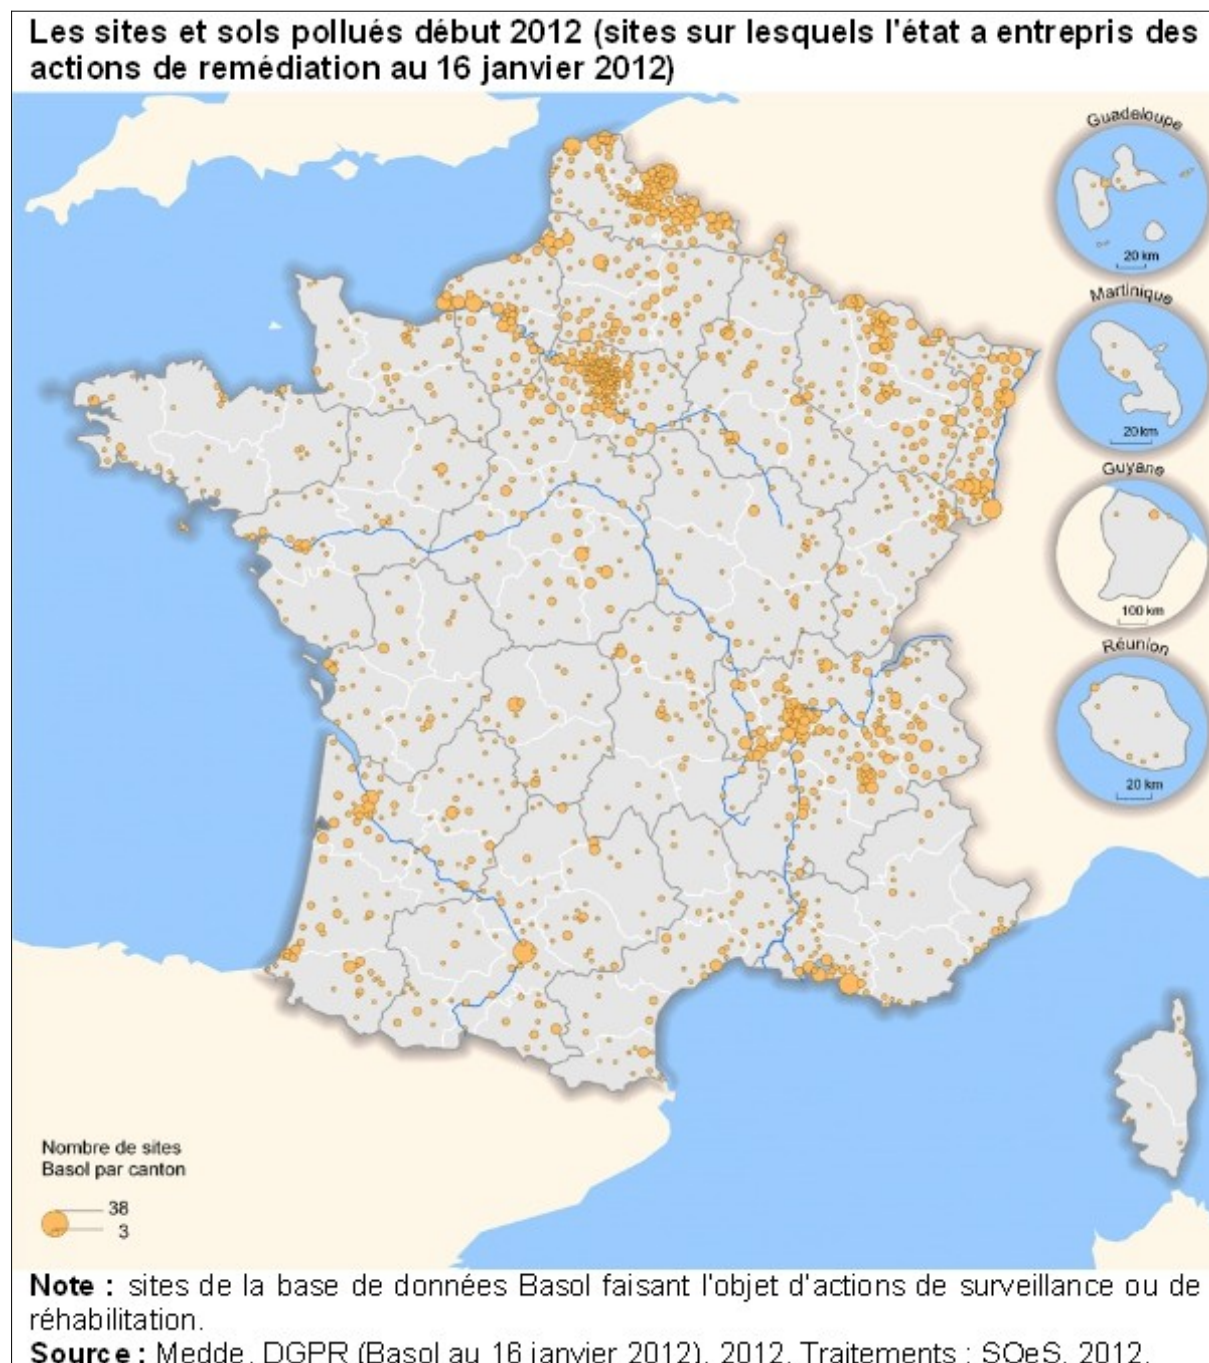 Les sites et sols pollués début 2012 (sites sur lesquels l'état a entrepris des
actions de remédiation au 16 janvier 2012)
Guadeloupe
20 km
Martinique
20 km
Guyane
100 km
Réunion
20 km
Nombre de sites
Basol par canton
38
3
Note : sites de la base de données Basol faisant l'objet d'actions de surveillance ou de
réhabilitation.
Source : Medde, DGPR (Basol au 16 janvier 2012), 2012. Traitements : SOeS, 2012.